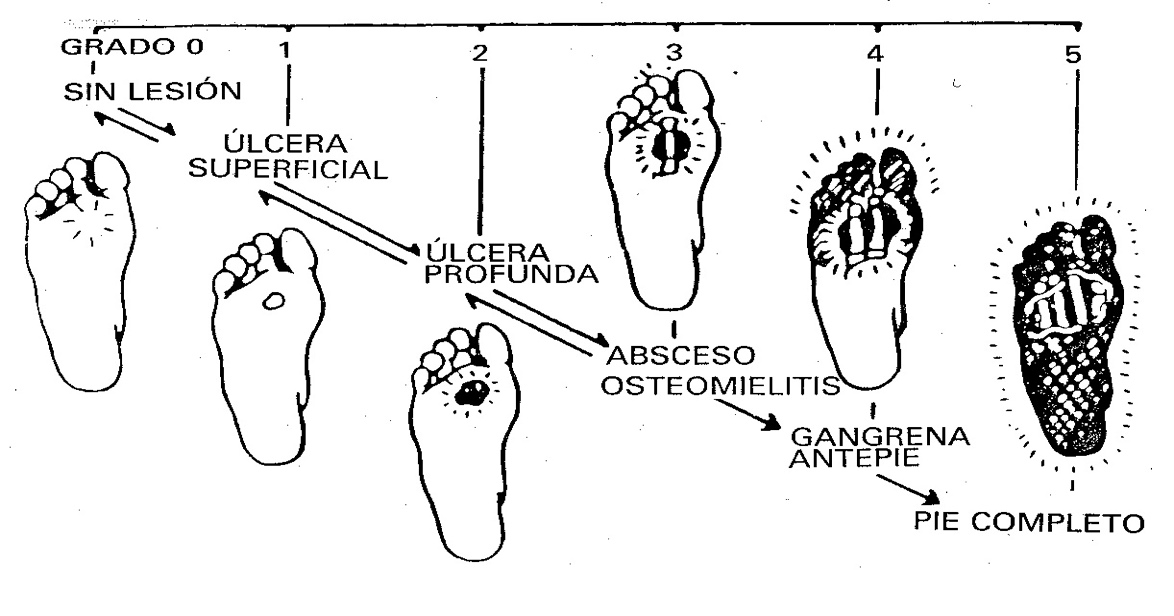 GRADO 0 1 2 3 4 5
SIN LESIÓN
ÚLCERA
SUPERFICIAL
ÚLCERA
PROFUNDA
ABSCESO
OSTEOMIELITIS
GANGRENA
ANTEPIE
PIE COMPLETO